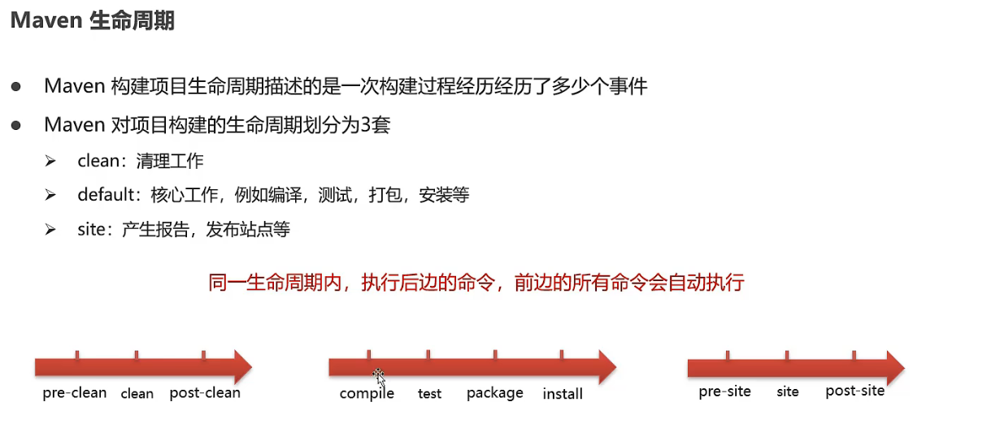 Maven 生命周期
Maven 构建项目生命周期描述的是一次构建过程经历经历了多少个事件
Maven 对项目构建的生命周期划分为3套
clean：清理工作
default：核心工作，例如编译，测试，打包，安装等
site：产生报告，发布站点等
同一生命周期内，执行后边的命令，前边的所有命令会自动执行
pre-clean clean post-clean compile test package install pre-site site post-site